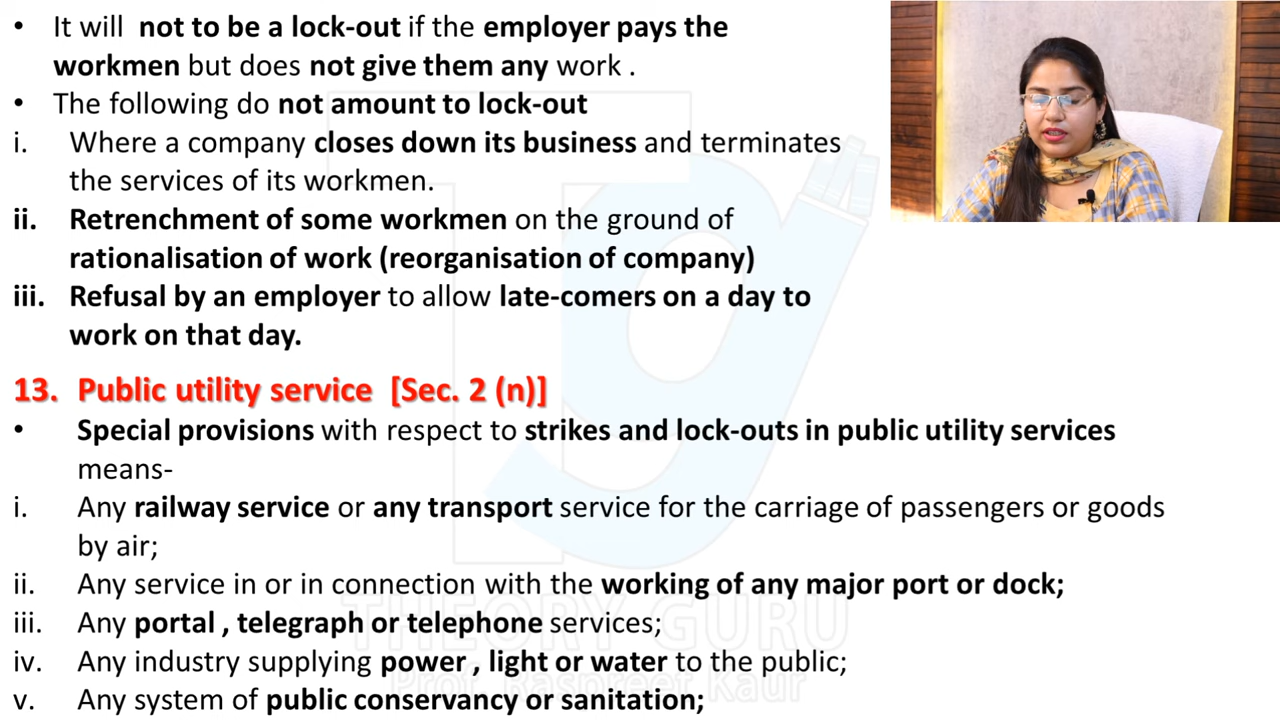 • It will not to be a lock-out if the employer pays the
workmen but does not give them any work .
• The following do not amount to lock-out
i. Where a company closes down its business and terminates
the services of its workmen.
ii. Retrenchment of some workmen on the ground of
rationalisation of work (reorganisation of company)
iii. Refusal by an employer to allow late-comers on a day to
work on that day.
13. Public utility service [Sec. 2 (n)]
• Special provisions with respect to strikes and lock-outs in public utility services
means-
i. Any railway service or any transport service for the carriage of passengers or goods
by air;
ii. Any service in or in connection with the working of any major port or dock;
iii. Any portal , telegraph or telephone services;
THEORY GURU
iv. Any industry supplying power , light or water to the public;
Prof. Raspreet Kaur
v. Any system of public conservancy or sanitation;